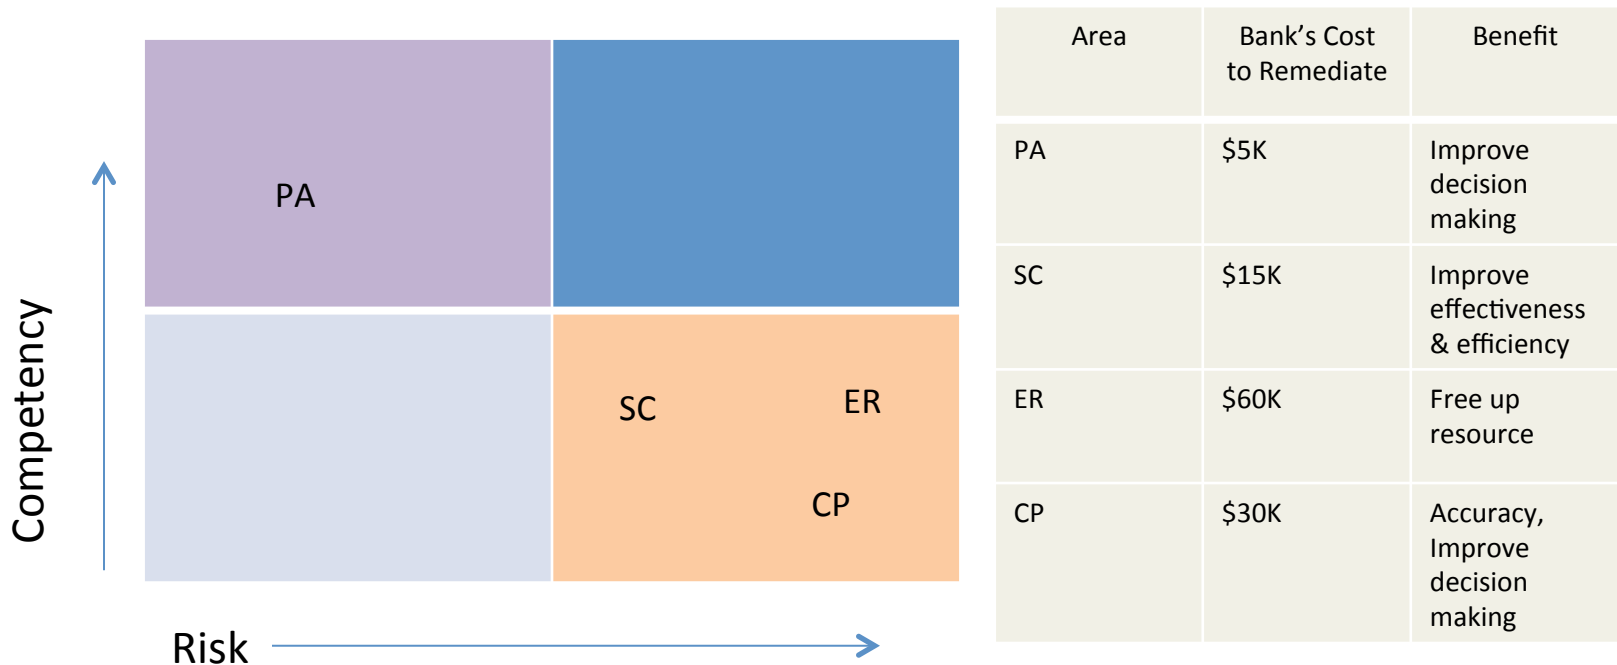 PA
SC
ER
CP
Competency
Risk
Area
Bank’s Cost
to Remediate
Benefit
PA
$5K
Improve
decision
making
SC
$15K
Improve
effectiveness
& efficiency
ER
$60K
Free up
resource
CP
$30K
Accuracy,
Improve
decision
making